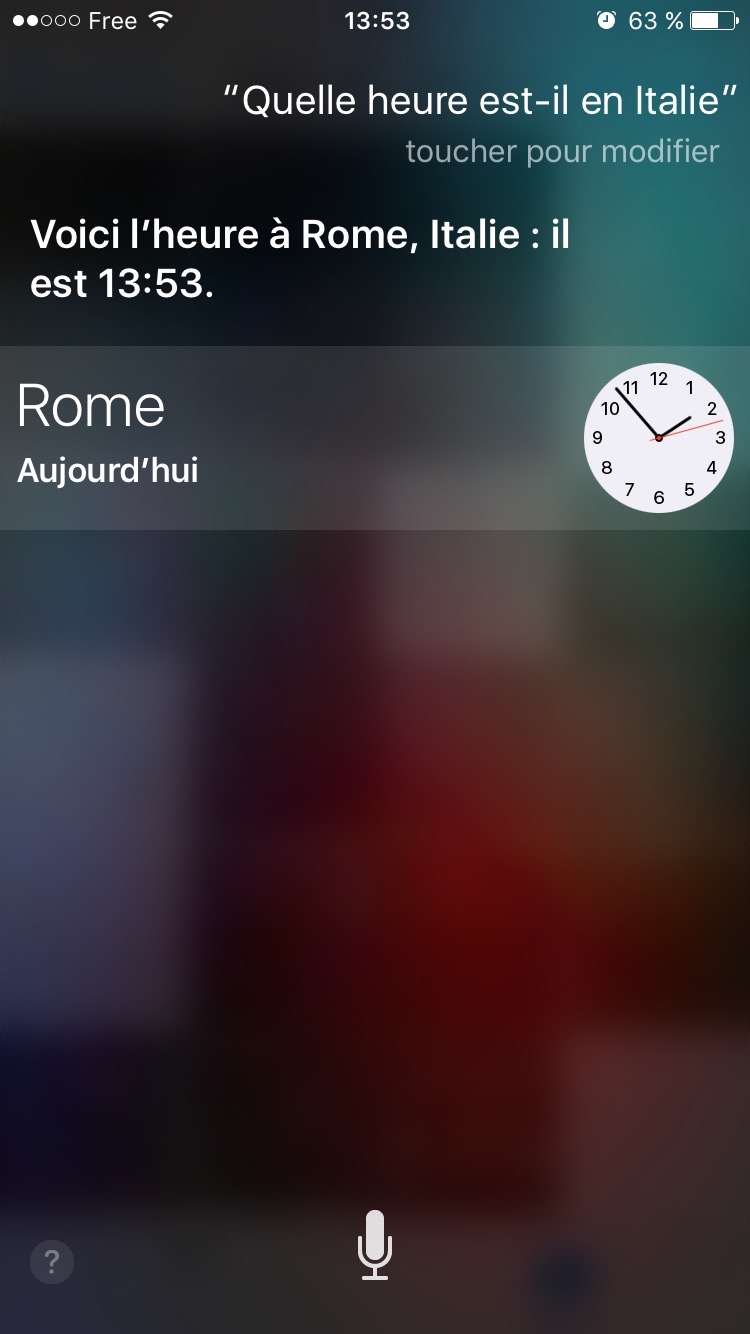 Free 13:53 63 %
“Quelle heure est-il en Italie”
toucher pour modifier
Voici l’heure à Rome, Italie : il
est 13:53.
Rome
Aujourd’hui
12
11 1
10 2
9 3
8 4
7 5
6
?